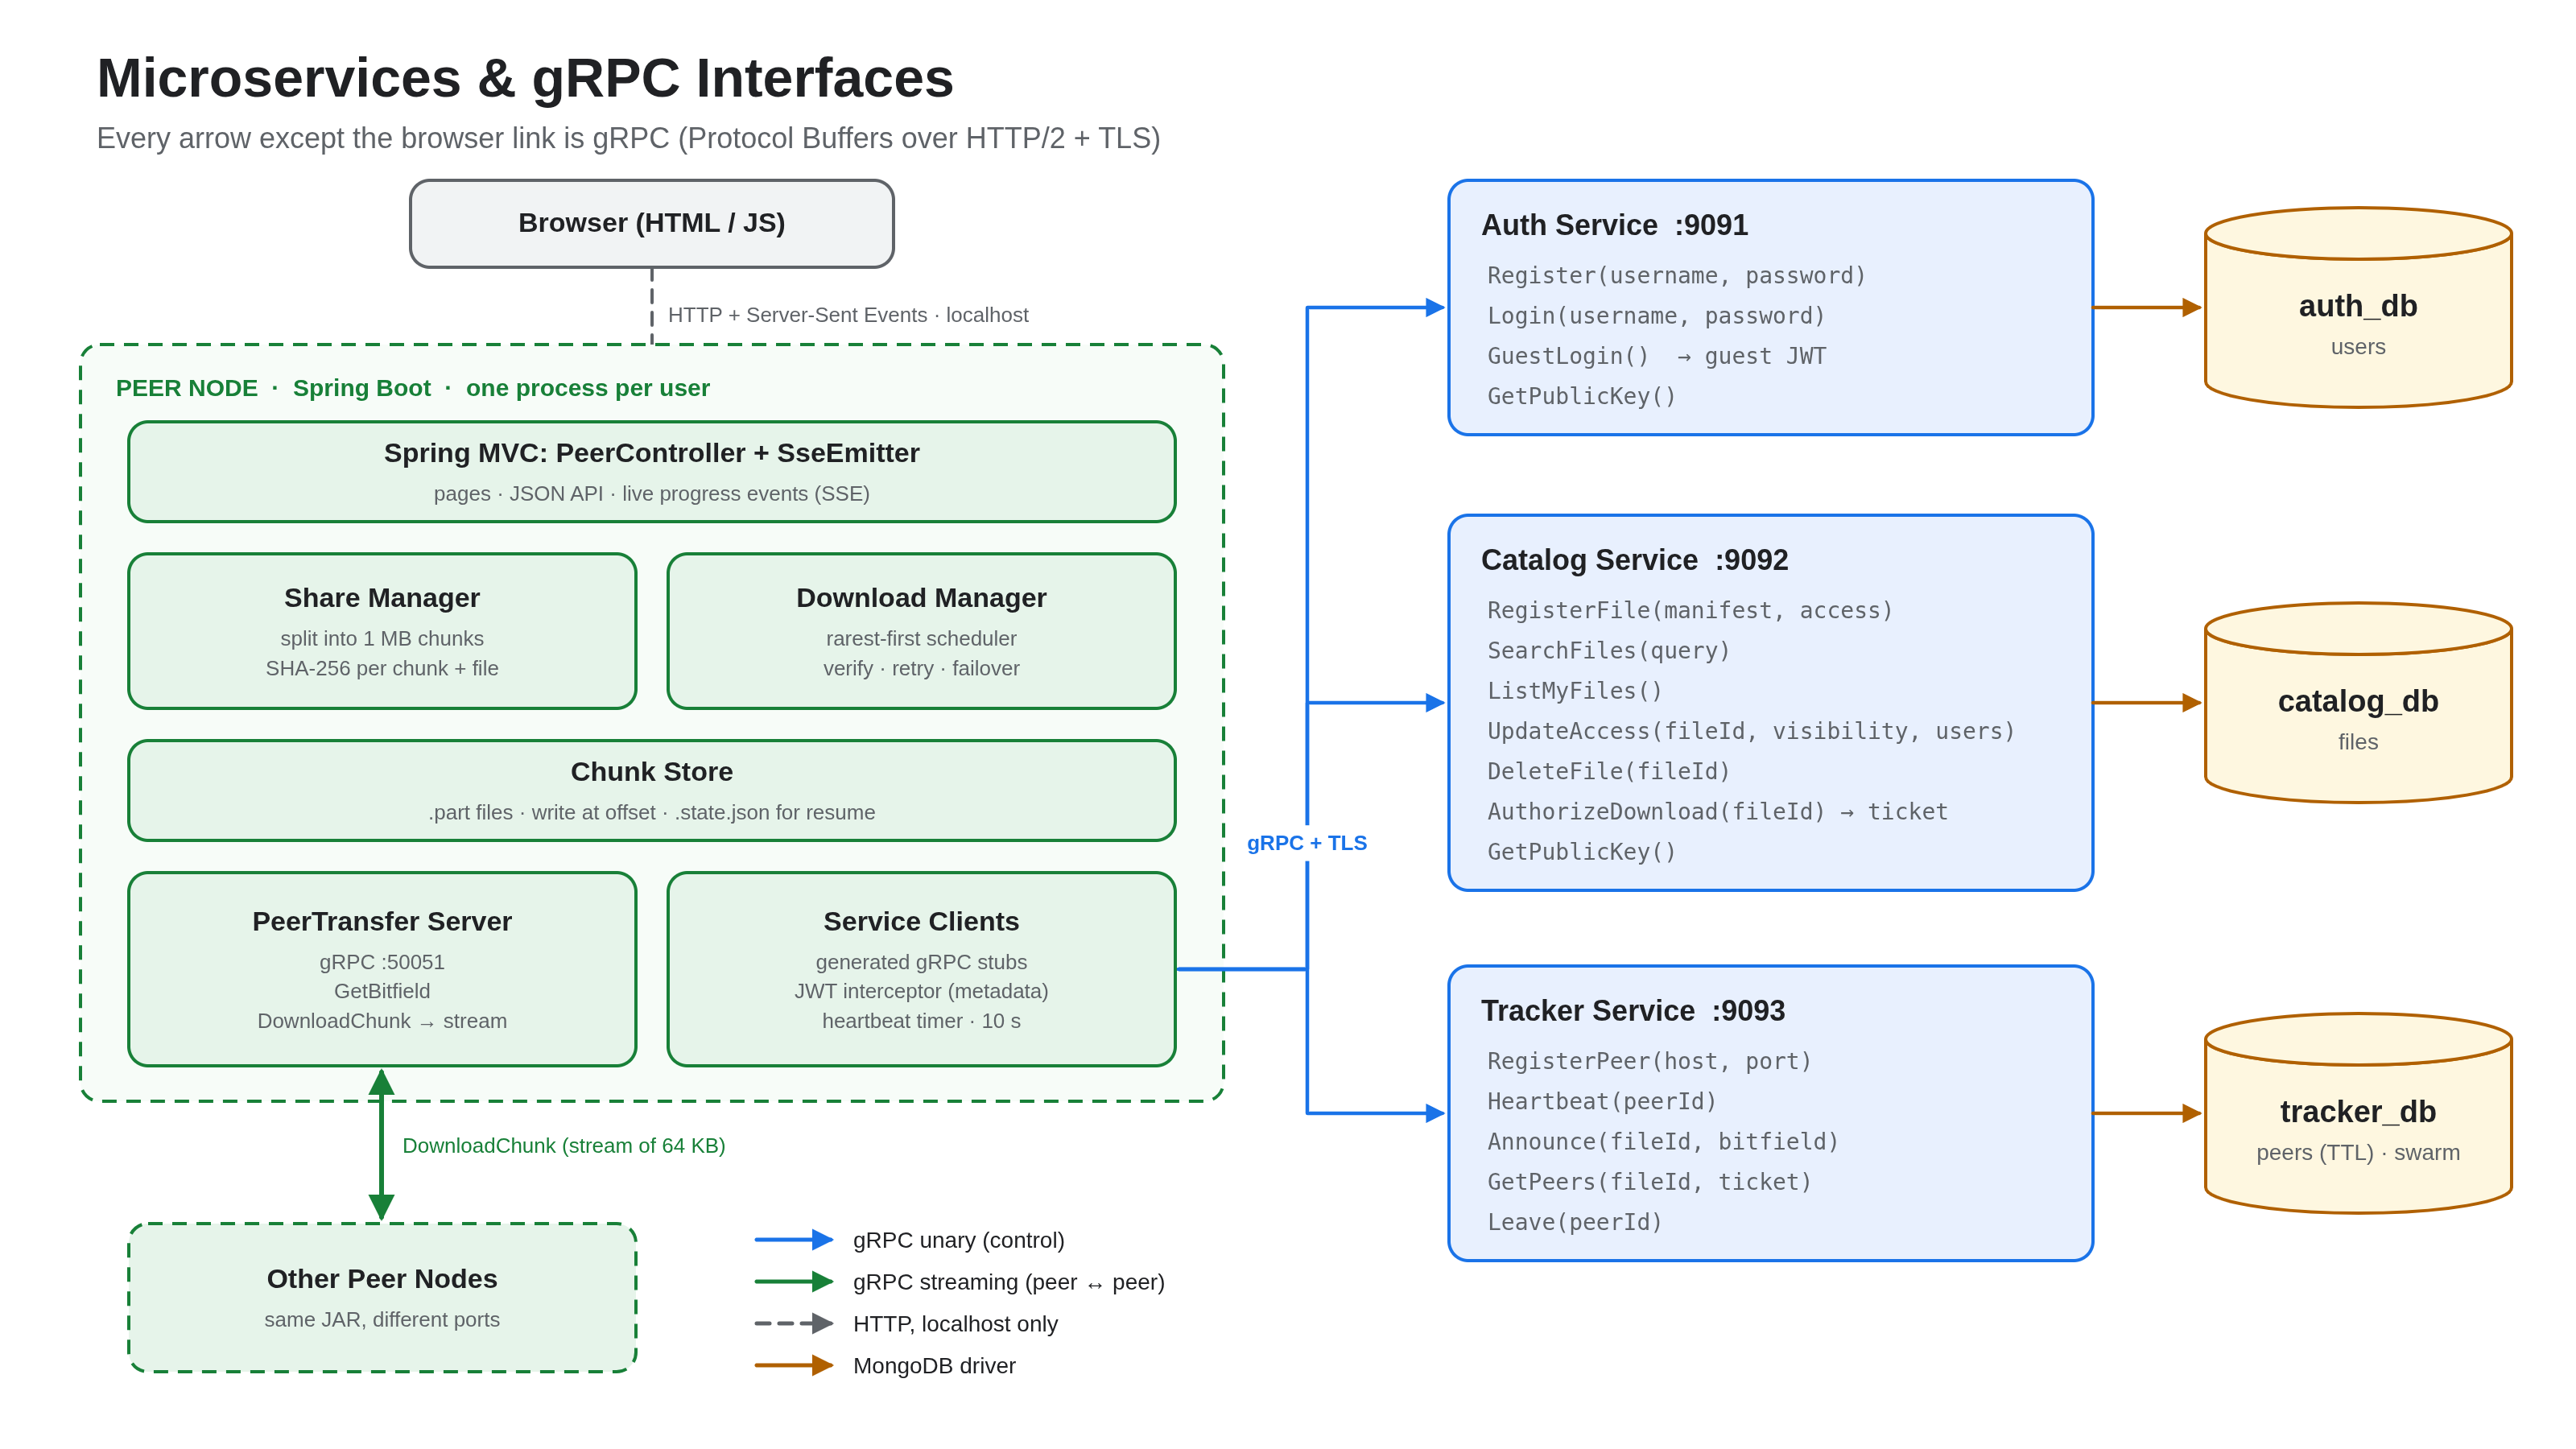 Microservices & gRPC Interfaces
Every arrow except the browser link is gRPC (Protocol Buffers over HTTP/2 + TLS)
Browser (HTML / JS)
HTTP + Server-Sent Events · localhost
PEER NODE · Spring Boot · one process per user
Spring MVC: PeerController + SseEmitter
pages · JSON API · live progress events (SSE)
Share Manager
split into 1 MB chunks
SHA-256 per chunk + file
Download Manager
rarest-first scheduler
verify · retry · failover
Chunk Store
.part files · write at offset · .state.json for resume
PeerTransfer Server
gRPC :50051
GetBitfield
DownloadChunk → stream
Service Clients
generated gRPC stubs
JWT interceptor (metadata)
heartbeat timer · 10 s
DownloadChunk (stream of 64 KB)
Other Peer Nodes
same JAR, different ports
gRPC unary (control)
gRPC streaming (peer ↔ peer)
HTTP, localhost only
MongoDB driver
gRPC + TLS
Auth Service :9091
Register(username, password)
Login(username, password)
GuestLogin() → guest JWT
GetPublicKey()
auth_db
users
Catalog Service :9092
RegisterFile(manifest, access)
SearchFiles(query)
ListMyFiles()
UpdateAccess(fileId, visibility, users)
DeleteFile(fileId)
AuthorizeDownload(fileId) → ticket
GetPublicKey()
catalog_db
files
Tracker Service :9093
RegisterPeer(host, port)
Heartbeat(peerId)
Announce(fileId, bitfield)
GetPeers(fileId, ticket)
Leave(peerId)
tracker_db
peers (TTL) · swarm